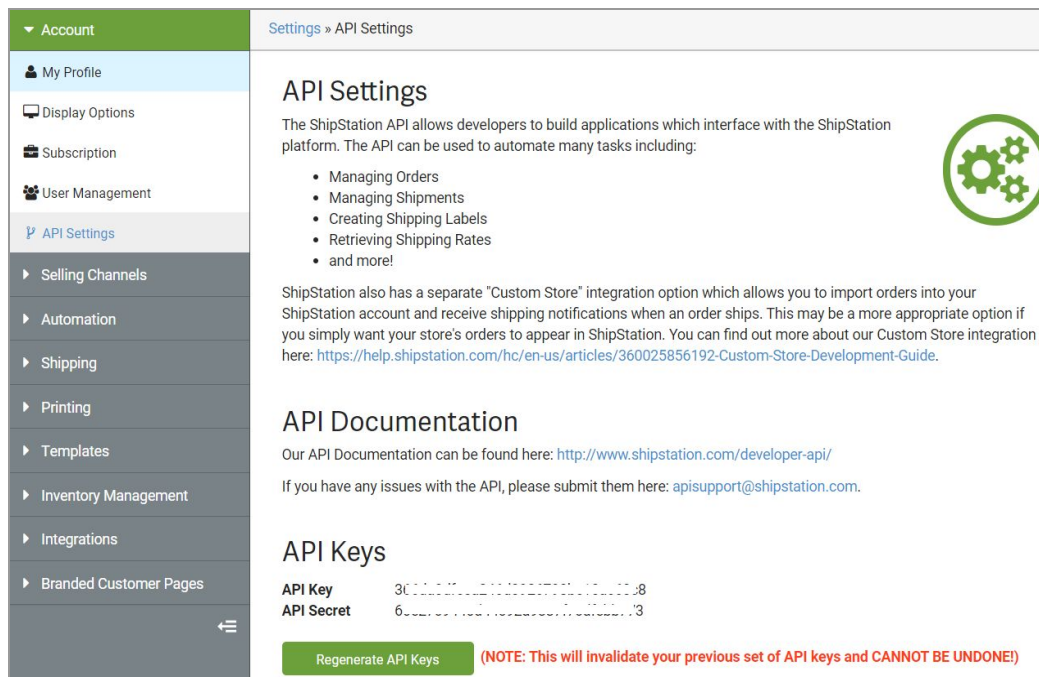 Account
My Profile
Display Options
Subscription
User Management
API Settings
Selling Channels
Automation
Shipping
Printing
Templates
Inventory Management
Integrations
Branded Customer Pages
Settings » API Settings
API Settings
The ShipStation API allows developers to build applications which interface with the ShipStation
platform. The API can be used to automate many tasks including:
• Managing Orders
• Managing Shipments
• Creating Shipping Labels
• Retrieving Shipping Rates
• and more!
ShipStation also has a separate "Custom Store" integration option which allows you to import orders into your
ShipStation account and receive shipping notifications when an order ships. This may be a more appropriate option if
you simply want your store's orders to appear in ShipStation. You can find out more about our Custom Store integration
here: https://help.shipstation.com/hc/en-us/articles/360025856192-Custom-Store-Development-Guide.
API Documentation
Our API Documentation can be found here: http://www.shipstation.com/developer-api/
If you have any issues with the API, please submit them here: apisupport@shipstation.com.
API Keys
API Key
API Secret
Regenerate API Keys (NOTE: This will invalidate your previous set of API keys and CANNOT BE UNDONE!)